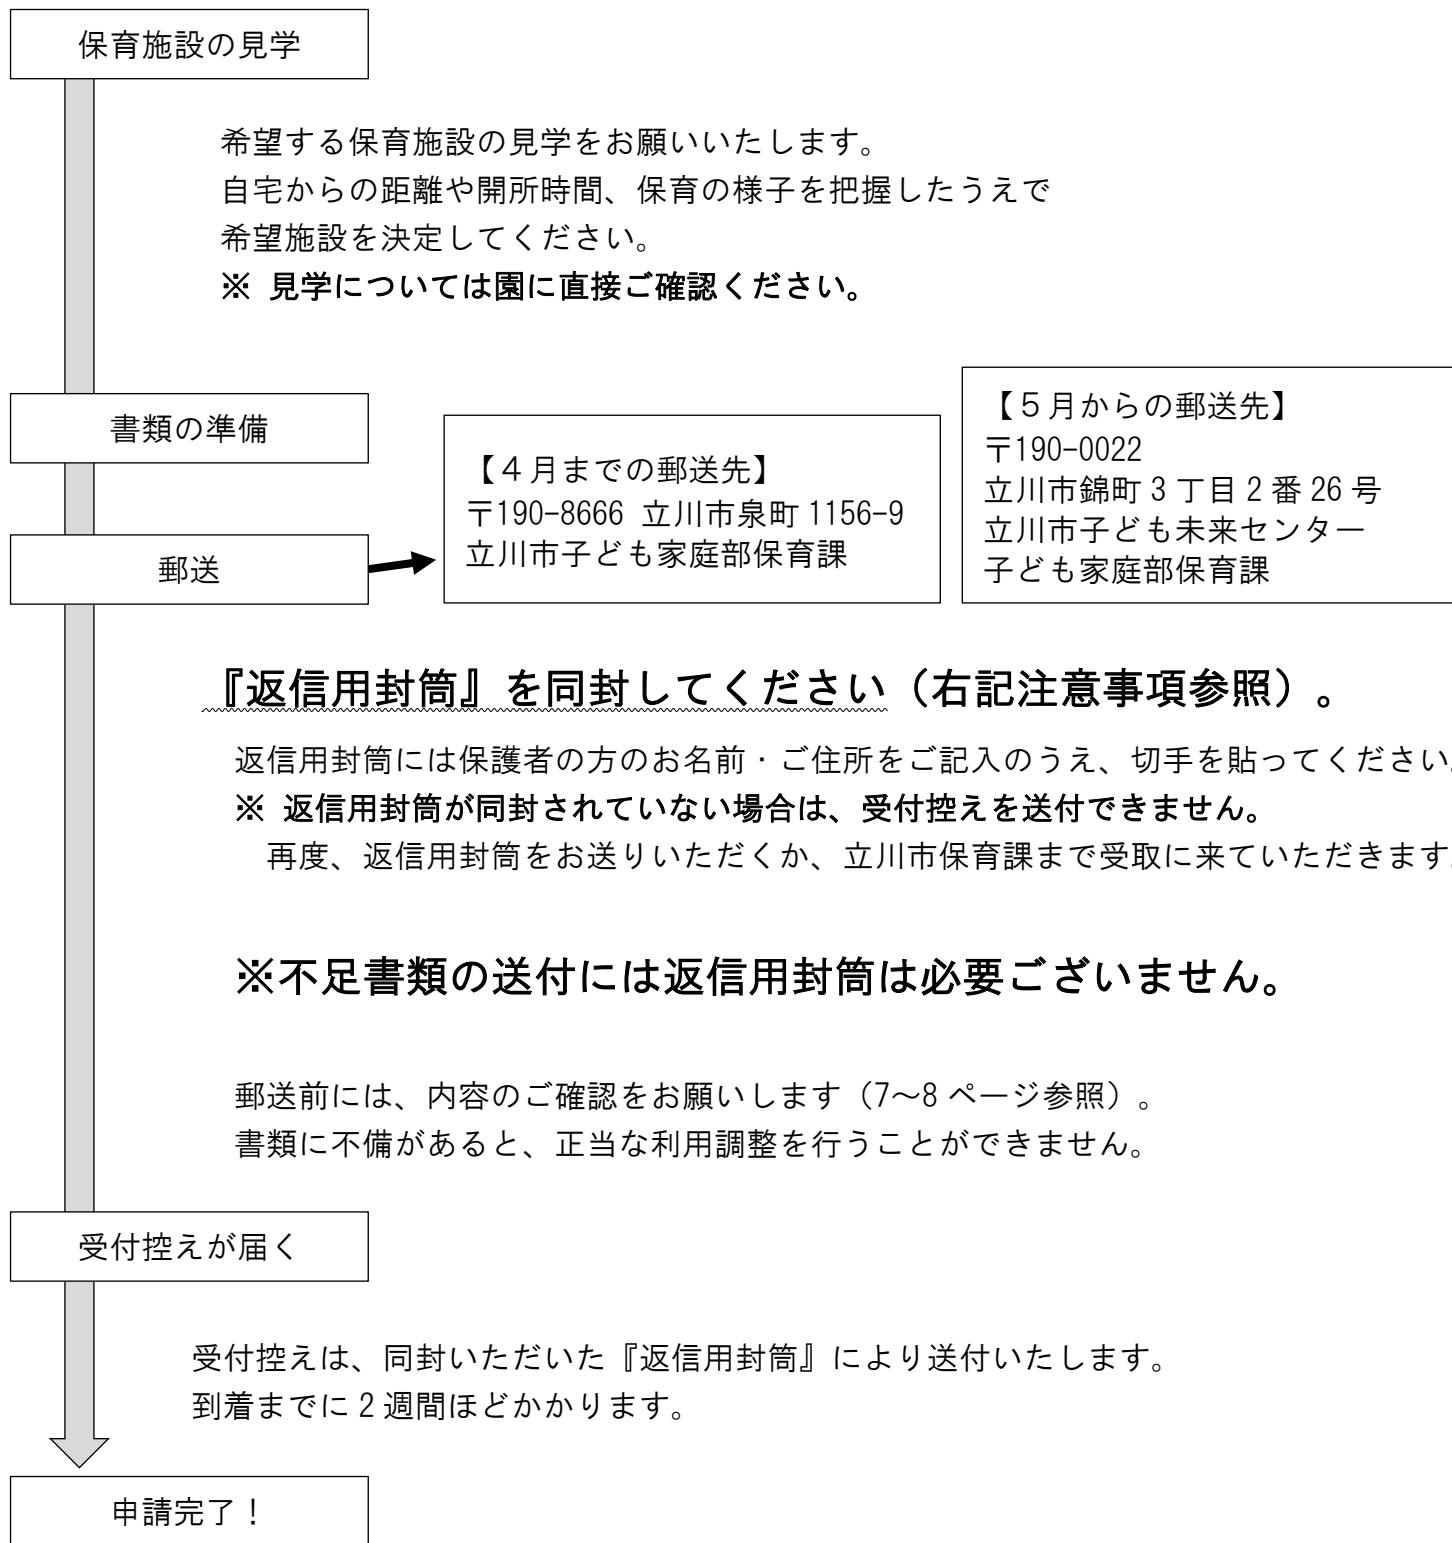 保育施設の見学
希望する保育施設の見学をお願いいたします。
自宅からの距離や開所時間、保育の様子を把握したうえで
希望施設を決定してください。
※ 見学については園に直接ご確認ください。
書類の準備
郵送
【４月までの郵送先】
〒190-8666 立川市泉町 1156-9
立川市子ども家庭部保育課
【５月からの郵送先】
〒190-0022
立川市錦町 3 丁目 2 番 26 号
立川市子ども未来センター
子ども家庭部保育課
『返信用封筒』を同封してください（右記注意事項参照）。
返信用封筒には保護者の方のお名前・ご住所をご記入のうえ、切手を貼ってください。
※ 返信用封筒が同封されていない場合は、受付控えを送付できません。
再度、返信用封筒をお送りいただくか、立川市保育課まで受取に来ていただきます。
※不足書類の送付には返信用封筒は必要ございません。
郵送前には、内容のご確認をお願いします（7～8 ページ参照）。
書類に不備があると、正当な利用調整を行うことができません。
受付控えが届く
受付控えは、同封いただいた『返信用封筒』により送付いたします。
到着までに 2 週間ほどかかります。
申請完了！